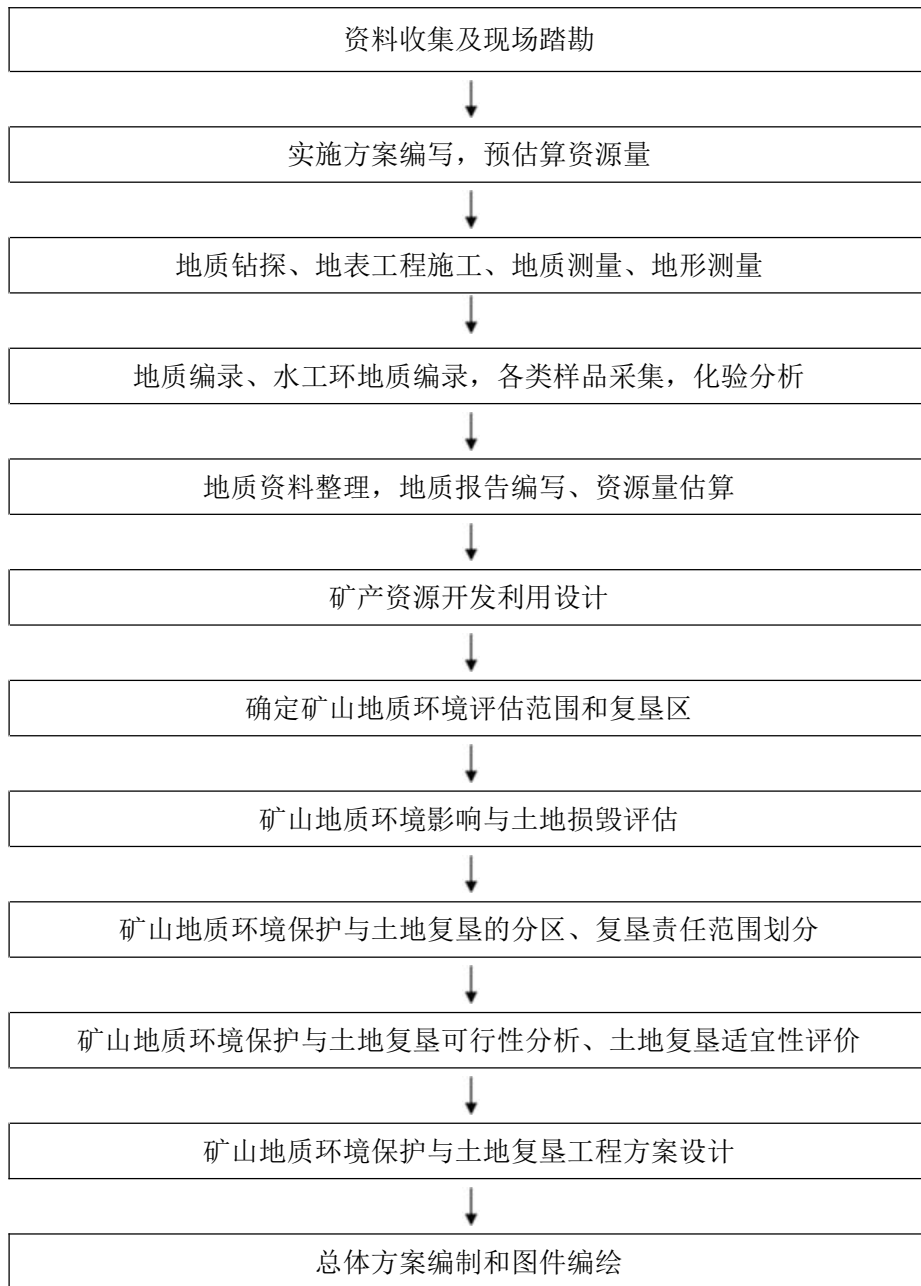 资料收集及现场踏勘
实施方案编写，预估算资源量
地质钻探、地表工程施工、地质测量、地形测量
地质编录、水工环地质编录，各类样品采集，化验分析
地质资料整理，地质报告编写、资源量估算
矿产资源开发利用设计
确定矿山地质环境评估范围和复垦区
矿山地质环境影响与土地损毁评估
矿山地质环境保护与土地复垦的分区、复垦责任范围划分
矿山地质环境保护与土地复垦可行性分析、土地复垦适宜性评价
矿山地质环境保护与土地复垦工程方案设计
总体方案编制和图件编绘